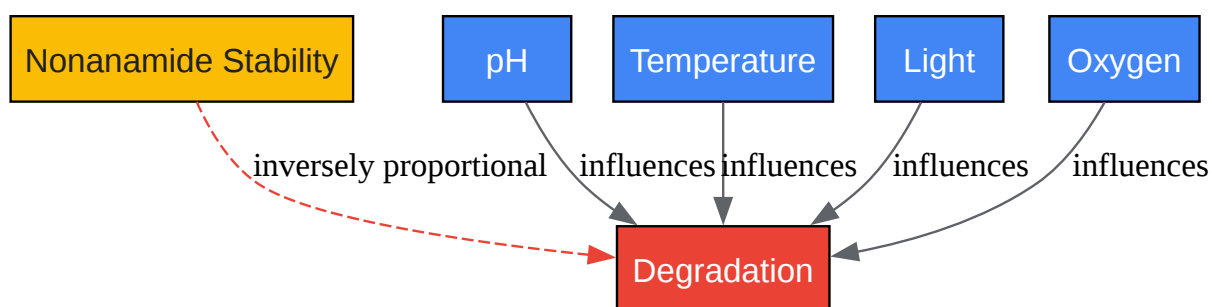 Nonanamide Stability
pH
Temperature
Light
Oxygen
inversely proportional
influences
influences
influences
influences
Degradation